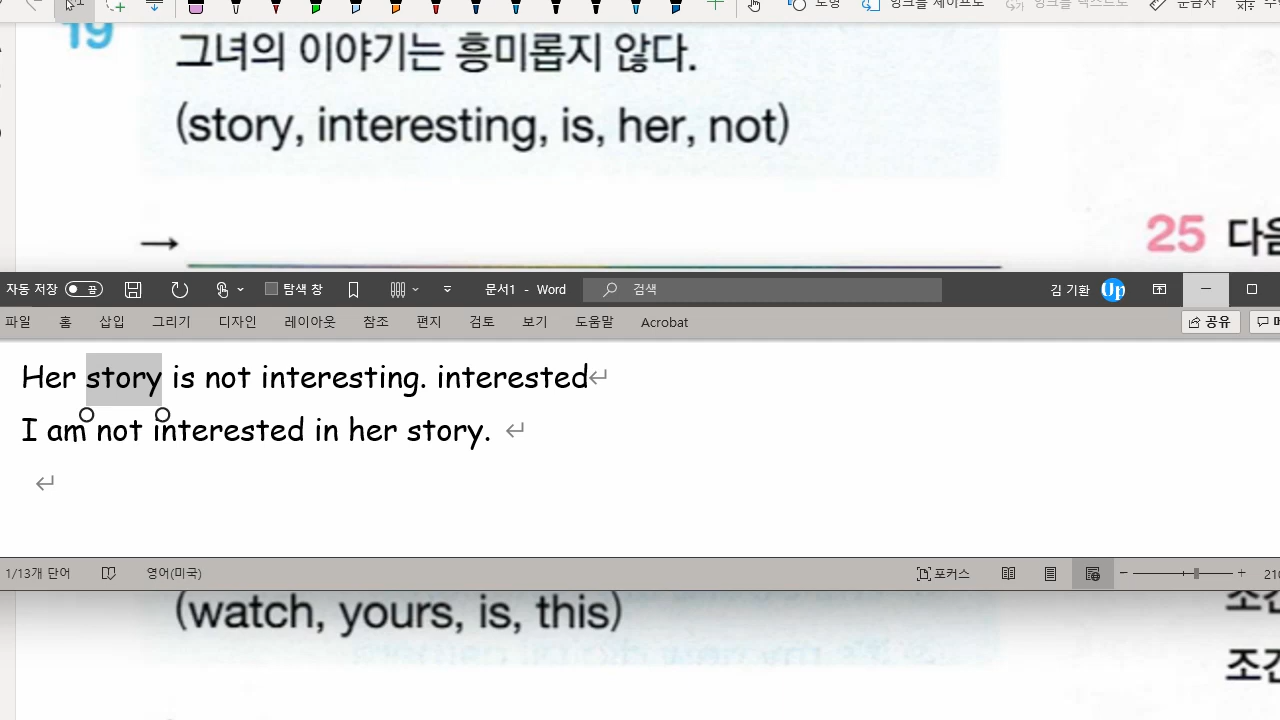 19
그녀의 이야기는 흥미롭지 않다.
(story, interesting, is, her, not)
→
25 다음
자동 저장 탐색 창 문서1 - Word 검색 김 기환 Up
파일 홈 삽입 그리기 디자인 레이아웃 참조 편지 검토 보기 도움말 Acrobat 공유
Her story is not interesting. interested
I am not interested in her story.
1/13개 단어 영어(미국) 포커스
(watch, yours, is, this)
조건
조건